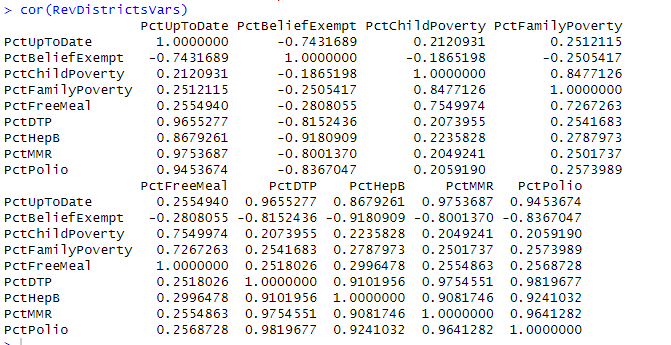 > cor(RevDistrictsVars)
PctUpToDate PctBeliefExempt PctChildPoverty PctFamilyPoverty
PctUpToDate 1.0000000 -0.7431689 0.2120931 0.2512115
PctBeliefExempt -0.7431689 1.0000000 -0.1865198 -0.2505417
PctChildPoverty 0.2120931 -0.1865198 1.0000000 0.8477126
PctFamilyPoverty 0.2512115 -0.2505417 0.8477126 1.0000000
PctFreeMeal 0.2554940 -0.2808055 0.7549974 0.7267263
PctDTP 0.9655277 -0.8152436 0.2073955 0.2541683
PctHepB 0.8679261 -0.9180909 0.2235828 0.2787973
PctMMR 0.9753687 -0.8001370 0.2049241 0.2501737
PctPolio 0.9453674 -0.8367047 0.2059190 0.2573989
PctFreeMeal PctDTP PctHepB PctMMR PctPolio
PctUpToDate 0.2554940 0.9655277 0.8679261 0.9753687 0.9453674
PctBeliefExempt -0.2808055 -0.8152436 -0.9180909 -0.8001370 -0.8367047
PctChildPoverty 0.7549974 0.2073955 0.2235828 0.2049241 0.2059190
PctFamilyPoverty 0.7267263 0.2541683 0.2787973 0.2501737 0.2573989
PctFreeMeal 1.0000000 0.2518026 0.2996478 0.2554863 0.2568728
PctDTP 0.2518026 1.0000000 0.9101956 0.9754551 0.9819677
PctHepB 0.2996478 0.9101956 1.0000000 0.9081746 0.9241032
PctMMR 0.2554863 0.9754551 0.9081746 1.0000000 0.9641282
PctPolio 0.2568728 0.9819677 0.9241032 0.9641282 1.0000000
>